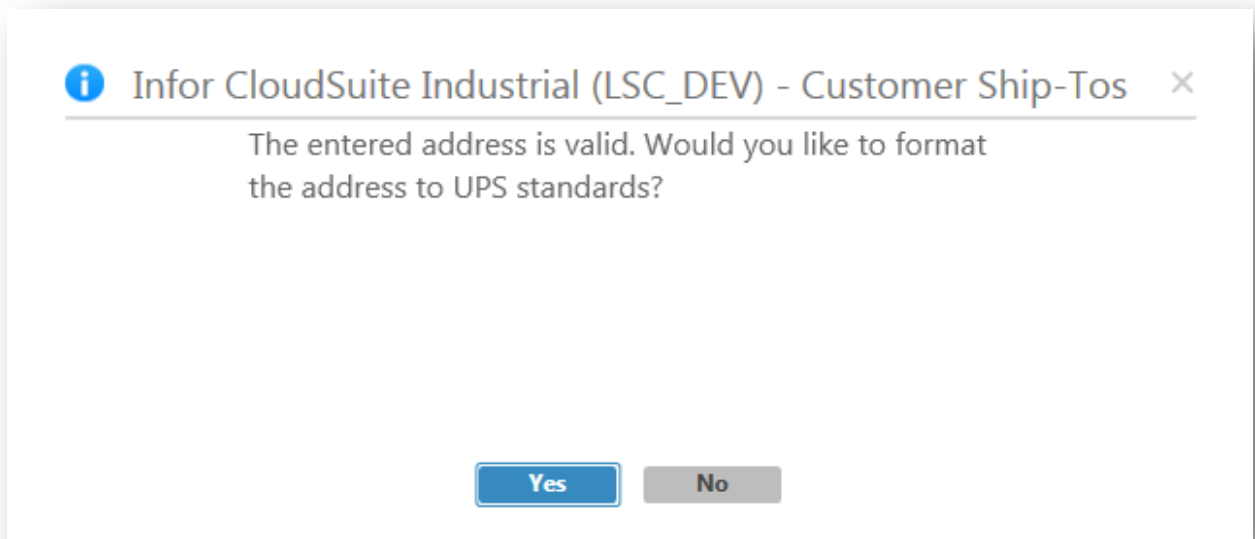 Infor CloudSuite Industrial (LSC_DEV) - Customer Ship-Tos
The entered address is valid. Would you like to format
the address to UPS standards?
Yes No